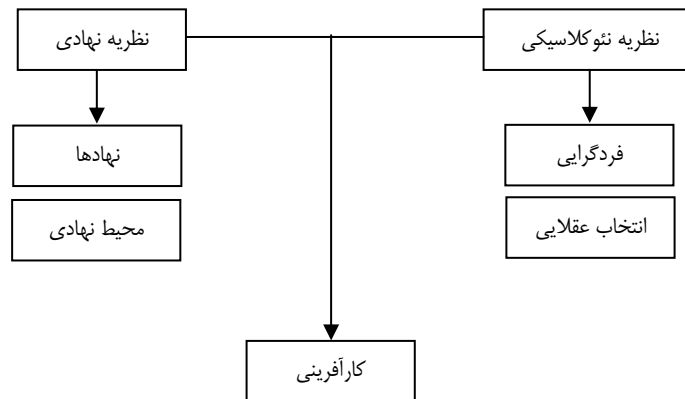 نظریه نئوکلاسیکی
نظریه نهادی
فردگرایی
نهادها
انتخاب عقلایی
محیط نهادی
کارآفرینی